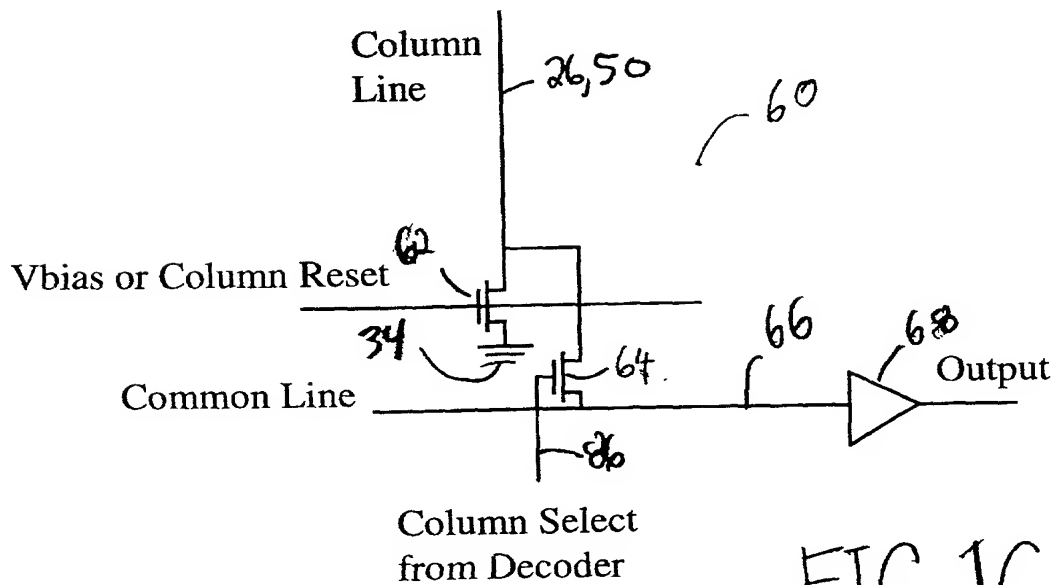 Column
Line
26,50
60
62
Vbias or Column Reset
34
66
68
64.
Output
Common Line
Column Select
from Decoder
FIG 1C